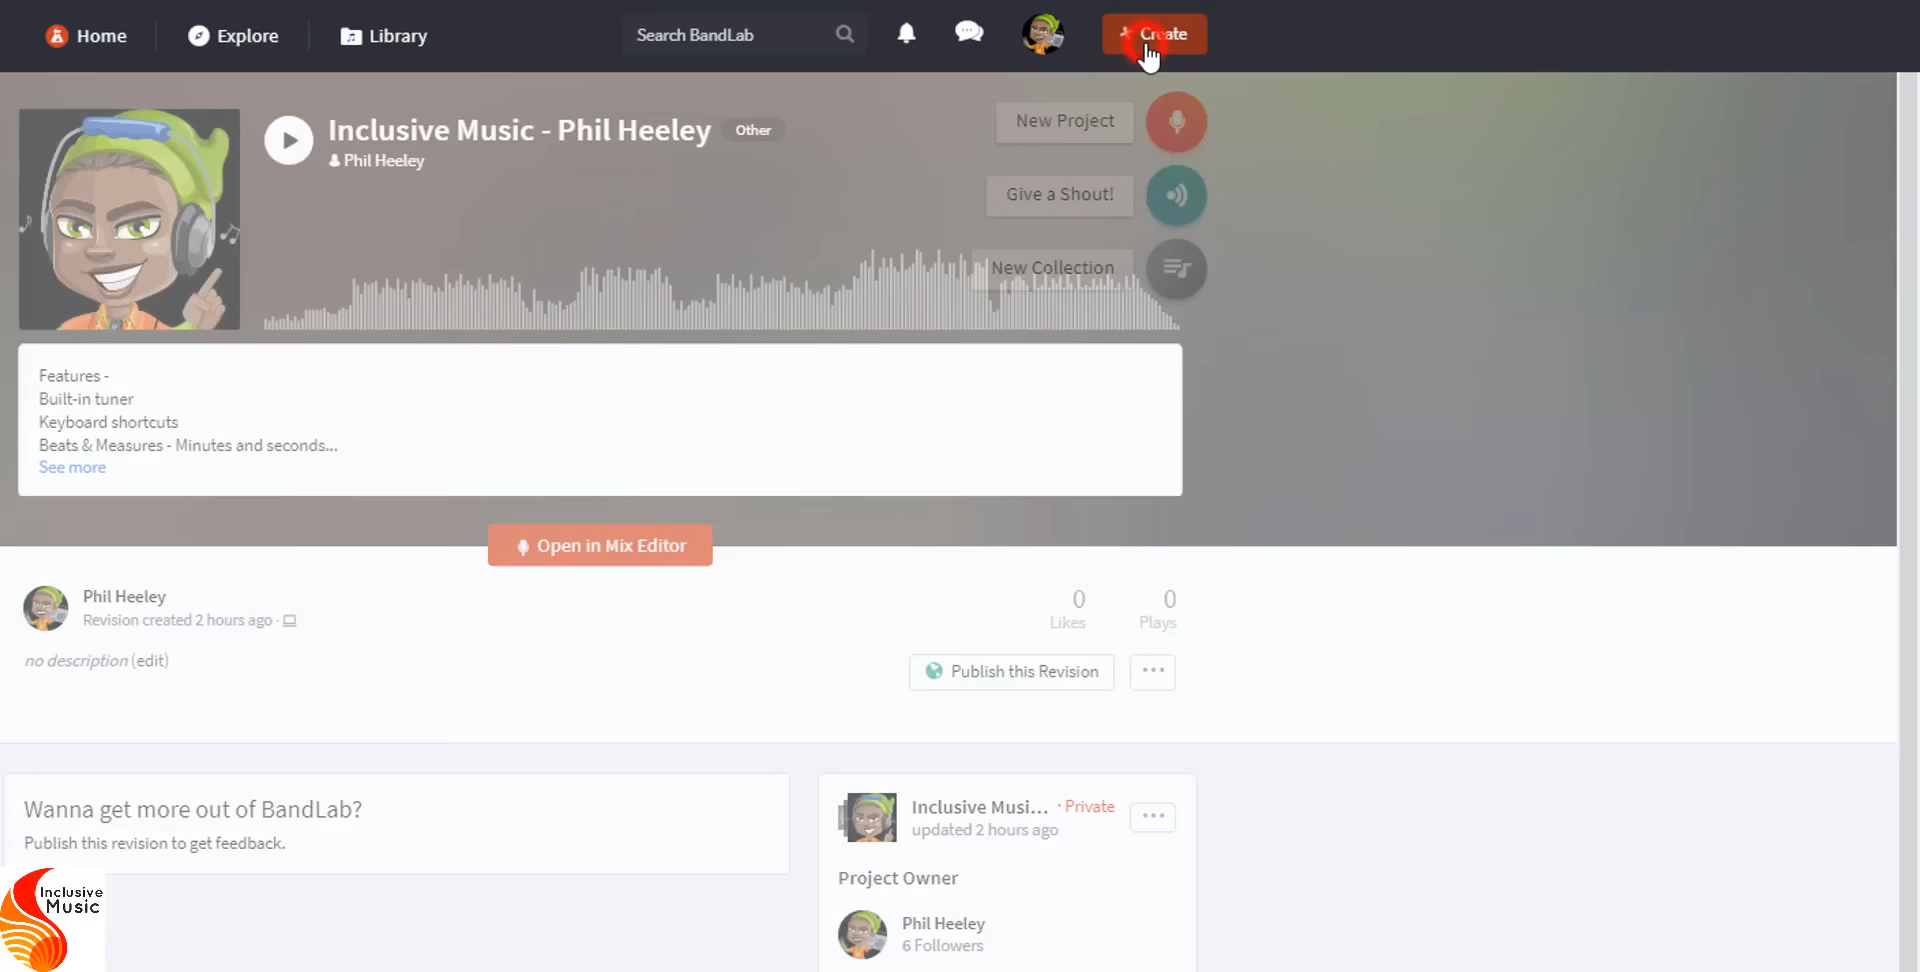 Home
Explore
Library
Search BandLab
Create
Inclusive Music - Phil Heeley
Other
Phil Heeley
New Project
Give a Shout!
New Collection
Features -
Built-in tuner
Keyboard shortcuts
Beats & Measures - Minutes and seconds...
See more
Open in Mix Editor
Phil Heeley
Revision created 2 hours ago ·
no description (edit)
0
Likes
0
Plays
Publish this Revision
Wanna get more out of BandLab?
Publish this revision to get feedback.
Inclusive Musi... · Private
updated 2 hours ago
Project Owner
Phil Heeley
6 Followers
Inclusive
Music